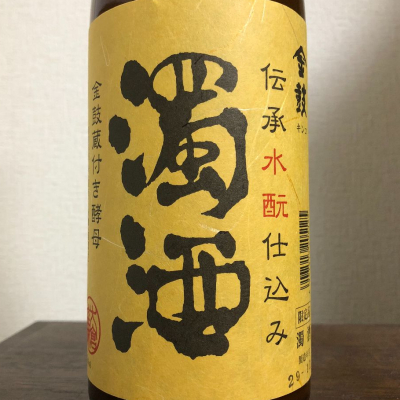 金鼓
伝承水酛仕込み
濁酒
金鼓蔵付き酵母